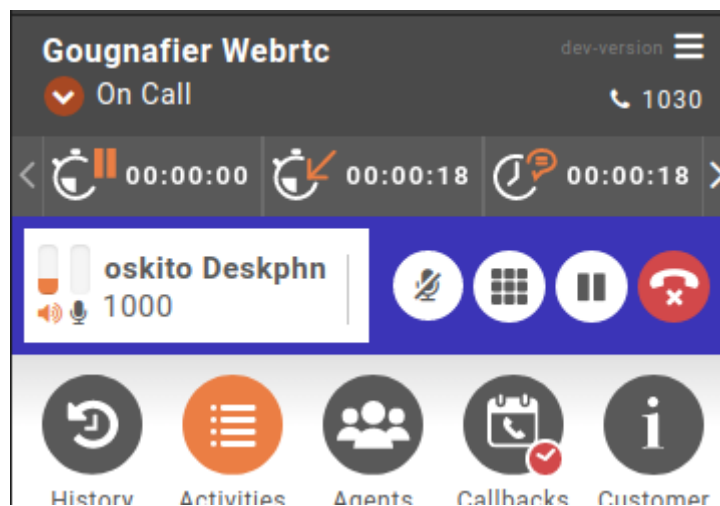 Gougnafier Webrtc
dev-version
On Call
1030
00:00:00
00:00:18
00:00:18
oskito Deskphn
1000
History
Activities
Agents
Callbacks
Customer